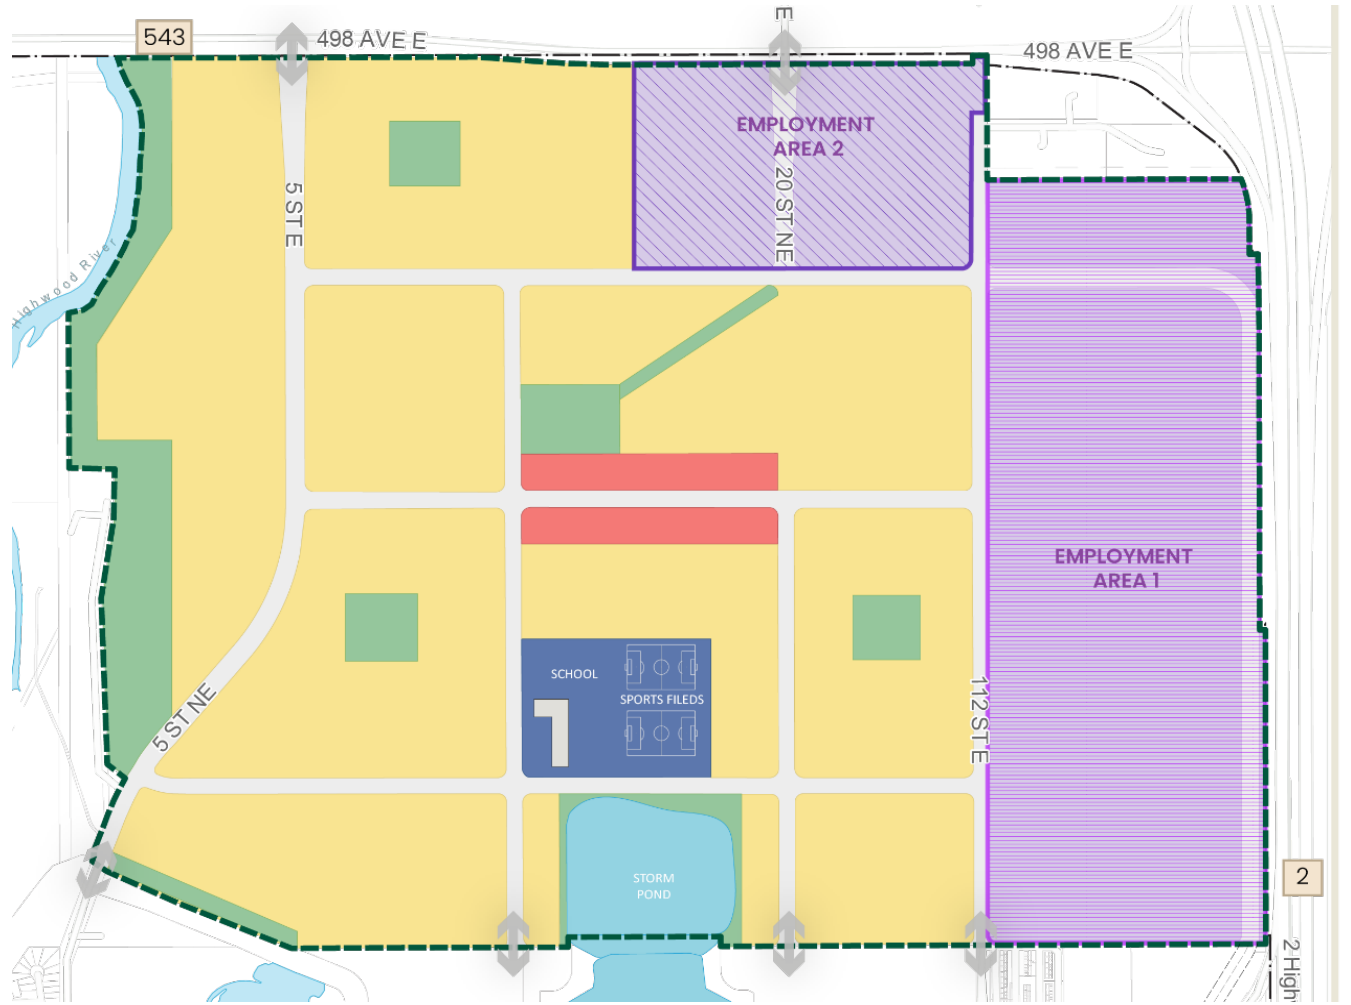 543
498 AVE E
E
498 AVE E
EMPLOYMENT
AREA 2
5 ST E
20 ST NE
Highwood River
EMPLOYMENT
AREA 1
SCHOOL
SPORTS FILEDS
5 ST NE
112 ST E
STORM
POND
2
2 High